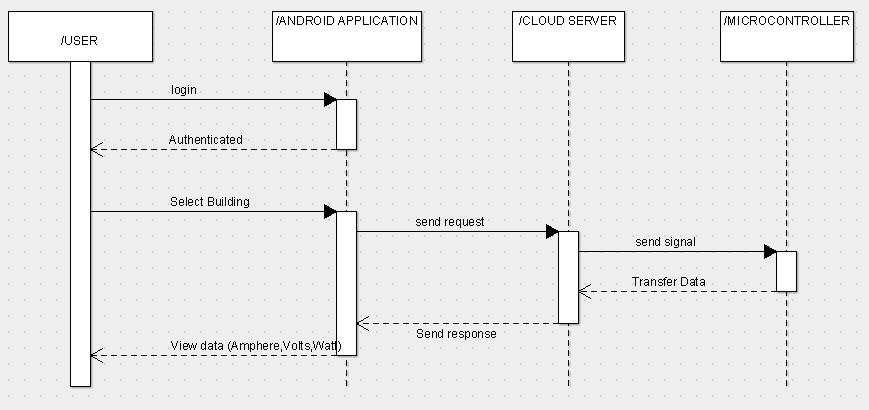 /USER
/ANDROID APPLICATION
/CLOUD SERVER
/MICROCONTROLLER
login
Authenticated
Select Building
send request
send signal
Transfer Data
Send response
View data (Amphere,Volts,Watt)